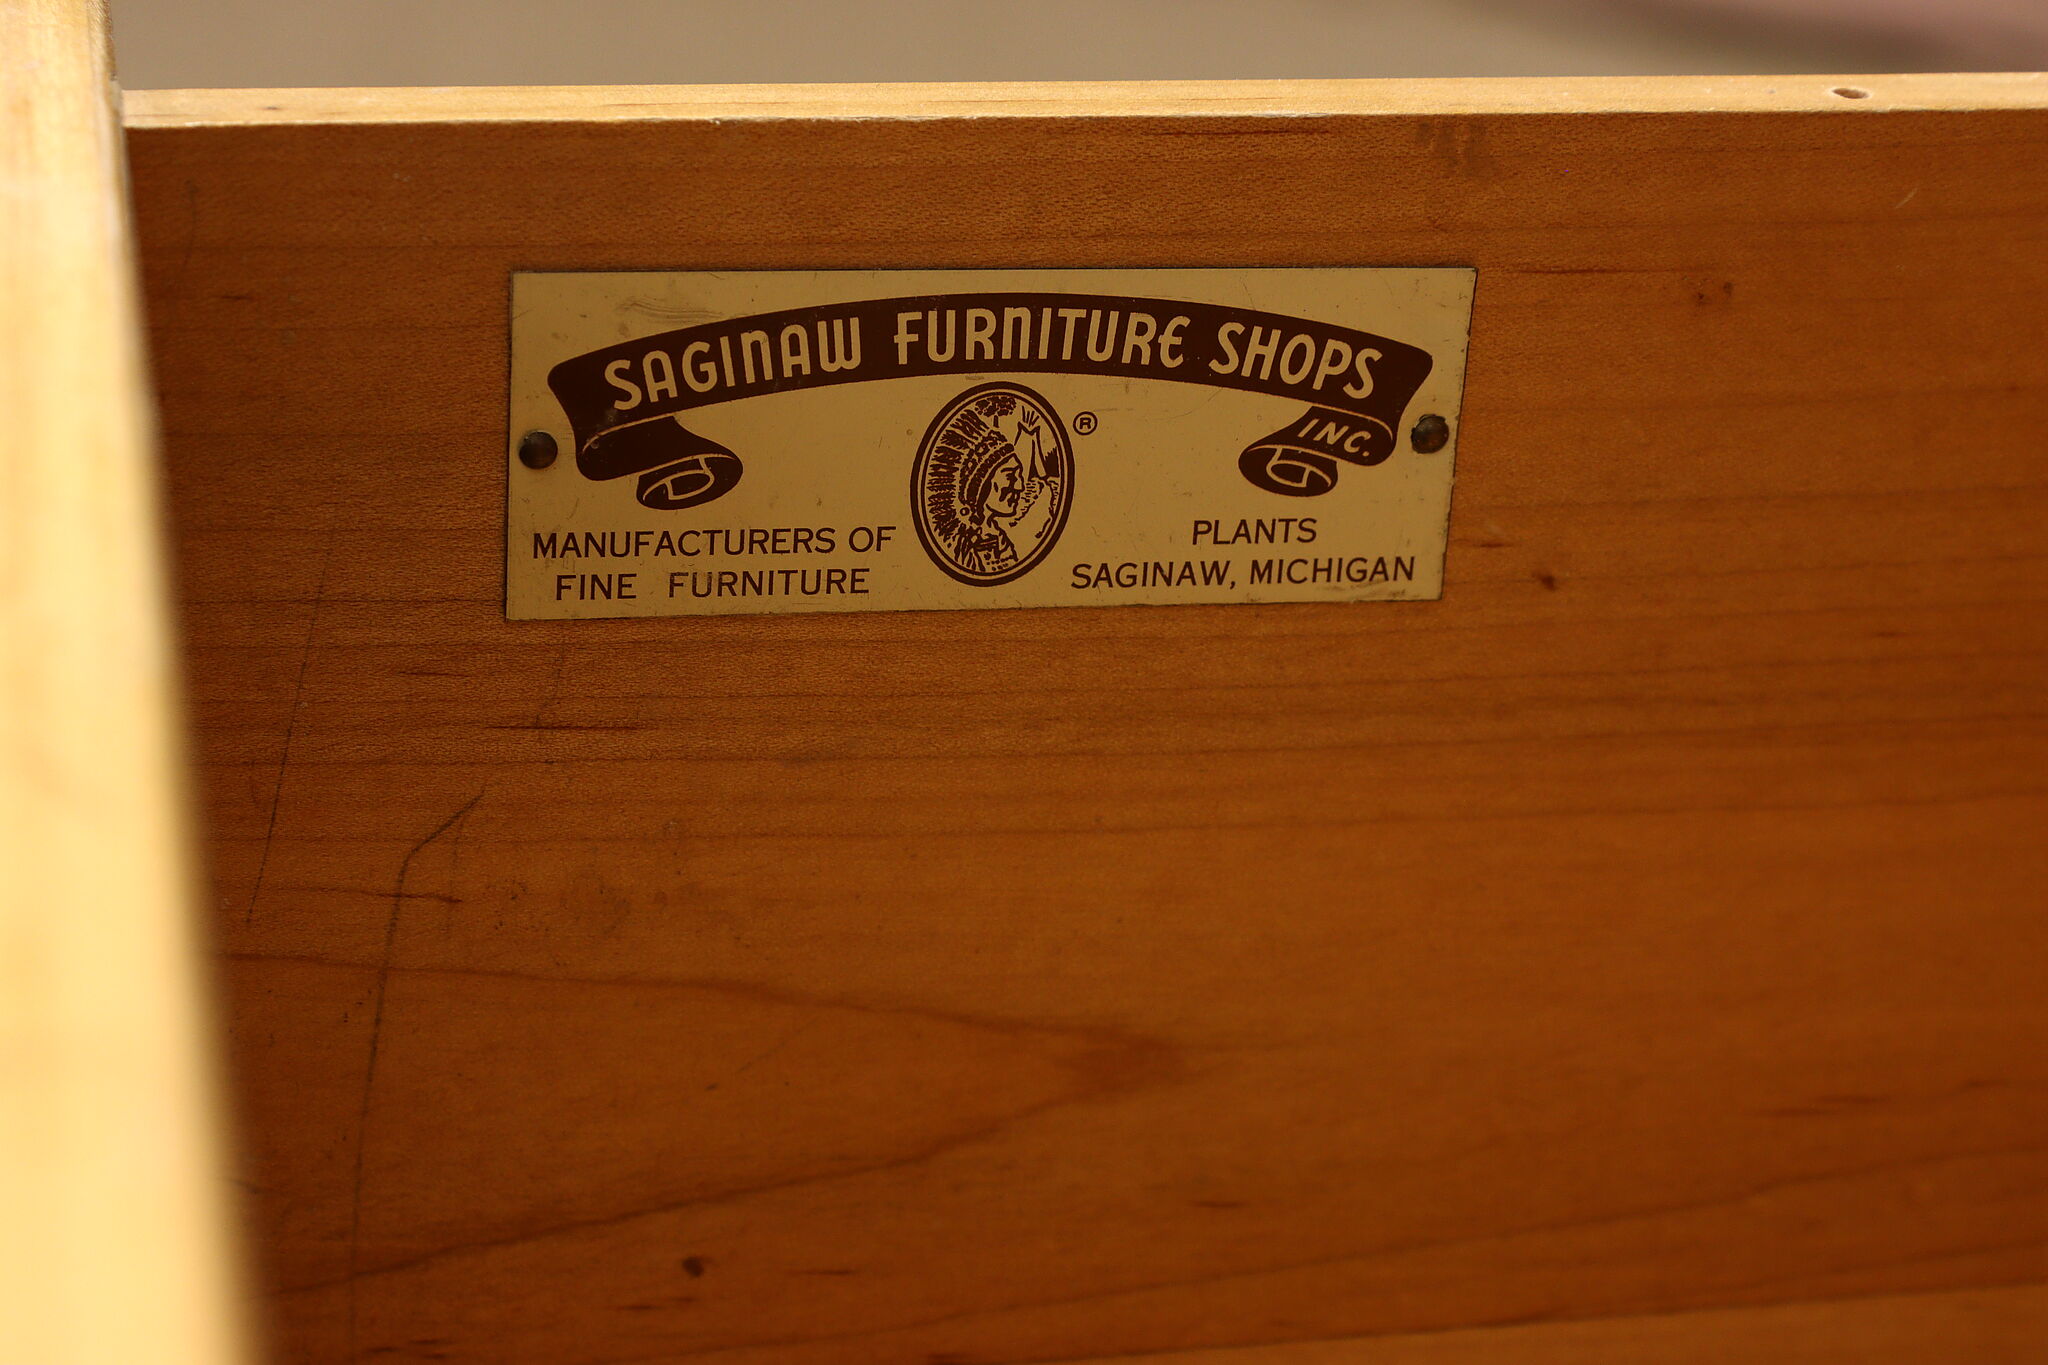 SAGINAW FURNITURE SHOPS
INC.
®
MANUFACTURERS OF
FINE FURNITURE
PLANTS
SAGINAW, MICHIGAN